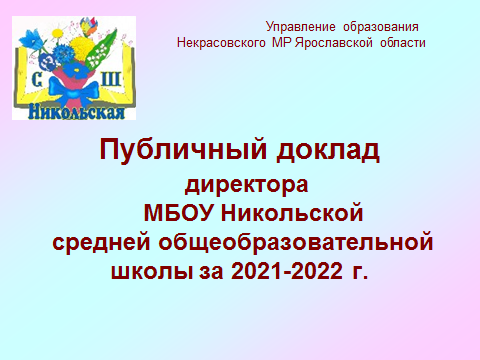 Управление образования
Некрасовского МР Ярославской области
С Ш
Никольская
Публичный доклад
директора
МБОУ Никольской
средней общеобразовательной
школы за 2021-2022 г.